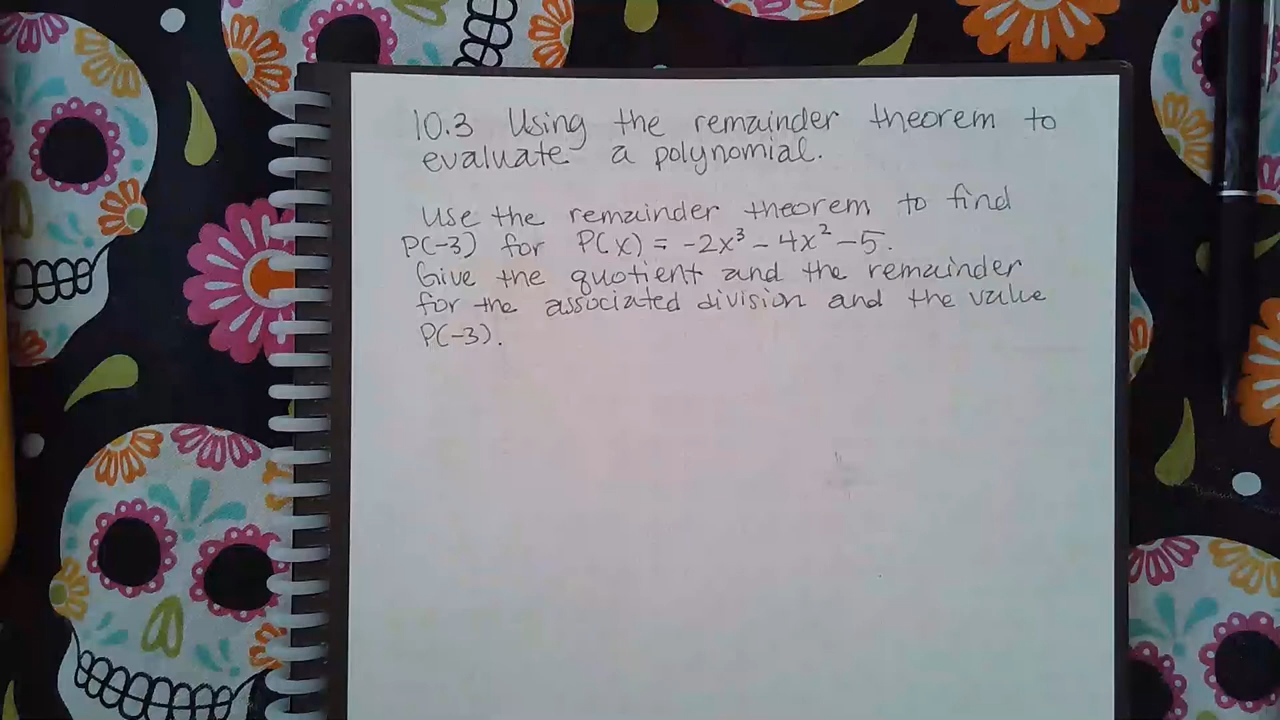 10.3 Using the remainder theorem to
evaluate a polynomial.
Use the remainder theorem to find
P(-3) for P(x) = -2x³ - 4x² - 5.
Give the quotient and the remainder
for the associated division and the value
P(-3).